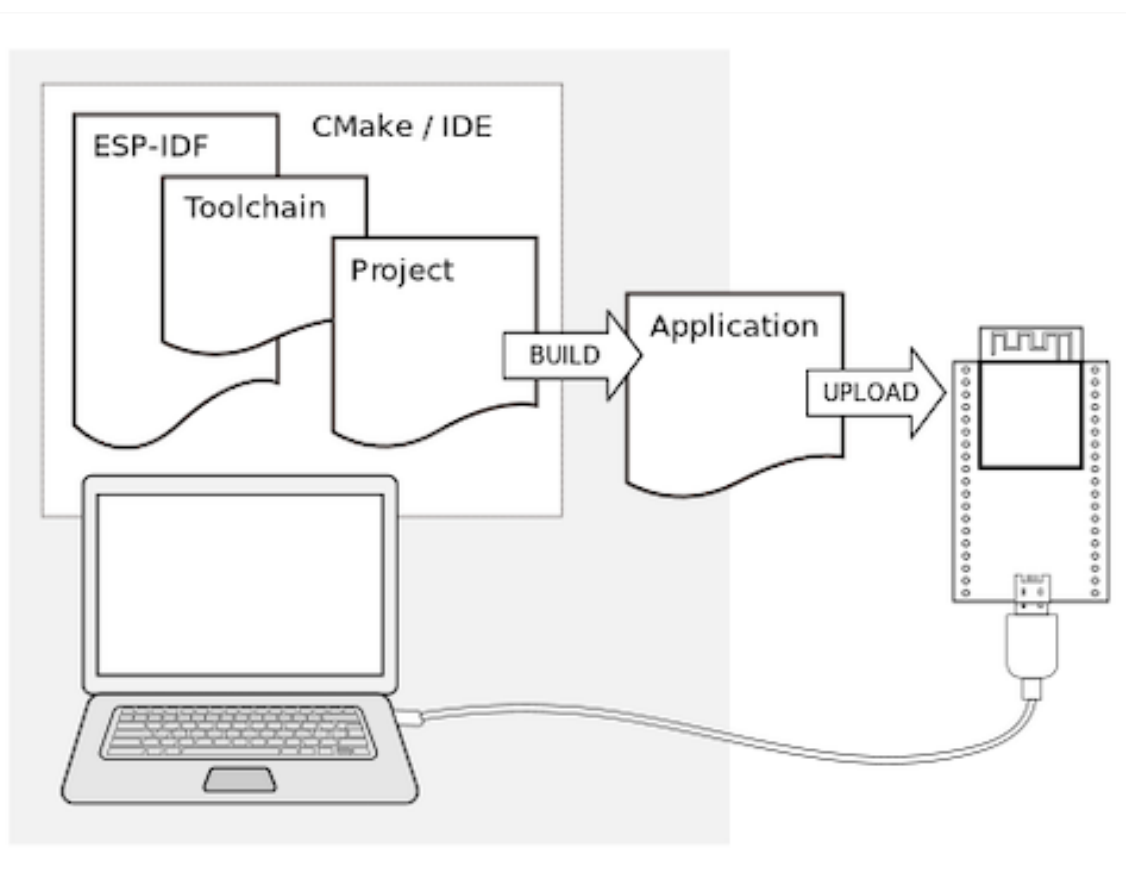 CMake / IDE
ESP-IDF
Toolchain
Project
BUILD
Application
UPLOAD